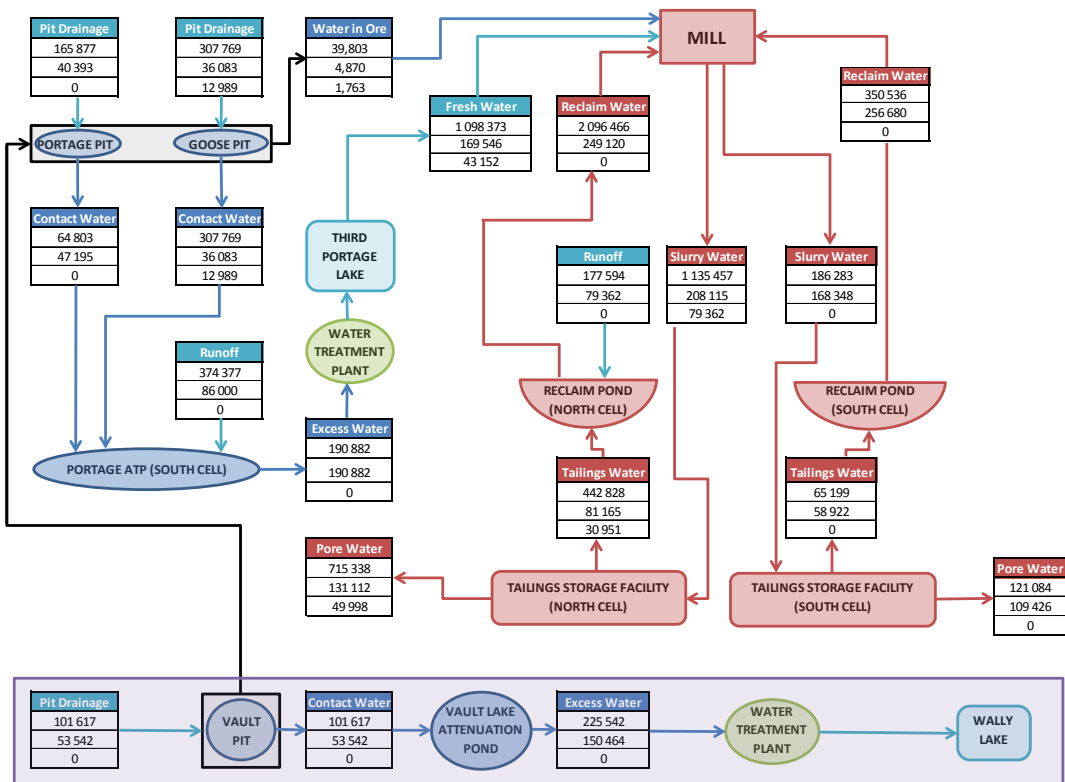 Pit Drainage
165 877
40 393
0
Pit Drainage
307 769
36 083
12 989
Water in Ore
39,803
4,870
1,763
MILL
Reclaim Water
350 536
256 680
0
Fresh Water
1 098 373
169 546
43 152
Reclaim Water
2 096 466
249 120
0
PORTAGE PIT
GOOSE PIT
Contact Water
64 803
47 195
0
Contact Water
307 769
36 083
12 989
THIRD
PORTAGE
LAKE
Runoff
177 594
79 362
0
Slurry Water
1 135 457
208 115
79 362
Slurry Water
186 283
168 348
0
WATER
TREATMENT
PLANT
Runoff
374 377
86 000
0
RECLAIM POND
(NORTH CELL)
RECLAIM POND
(SOUTH CELL)
Excess Water
190 882
190 882
0
PORTAGE ATP (SOUTH CELL)
Tailings Water
442 828
81 165
30 951
Tailings Water
65 199
58 922
0
Pore Water
715 338
131 112
49 998
TAILINGS STORAGE FACILITY
(NORTH CELL)
TAILINGS STORAGE FACILITY
(SOUTH CELL)
Pore Water
121 084
109 426
0
Pit Drainage
101 617
53 542
0
VAULT
PIT
Contact Water
101 617
53 542
0
VAULT LAKE
ATTENUATION
POND
Excess Water
225 542
150 464
0
WATER
TREATMENT
PLANT
WALLY
LAKE